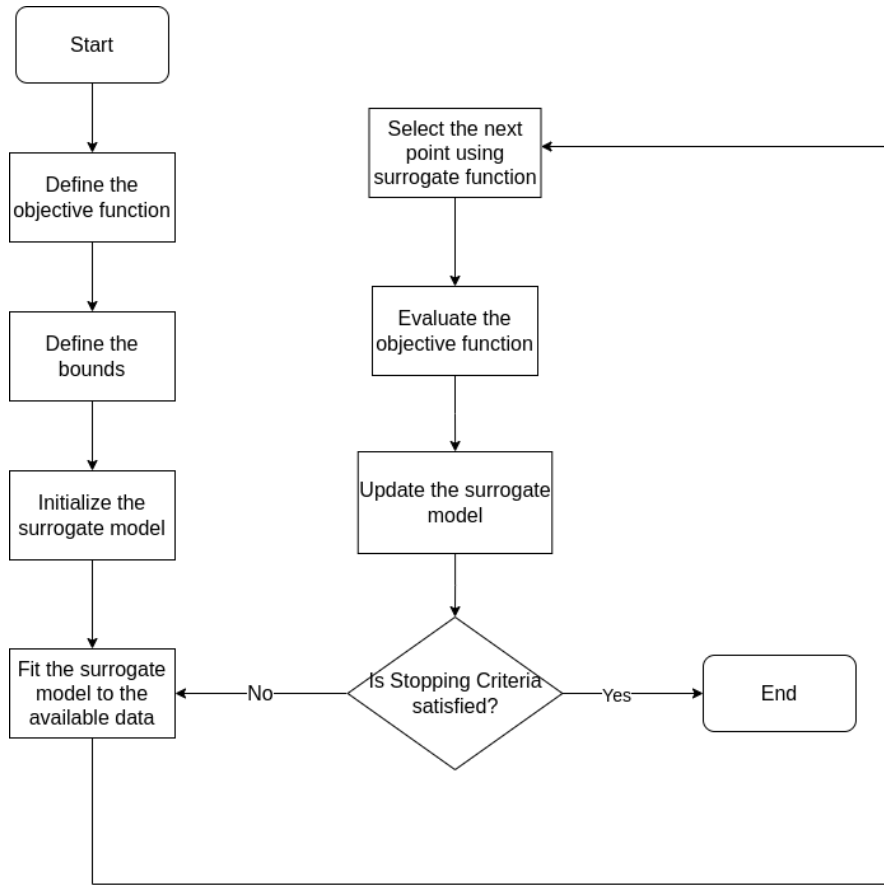 Start
Define the
objective function
Define the
bounds
Initialize the
surrogate model
Fit the surrogate
model to the
available data
Select the next
point using
surrogate function
Evaluate the
objective function
Update the surrogate
model
Is Stopping Criteria
satisfied?
No
Yes
End